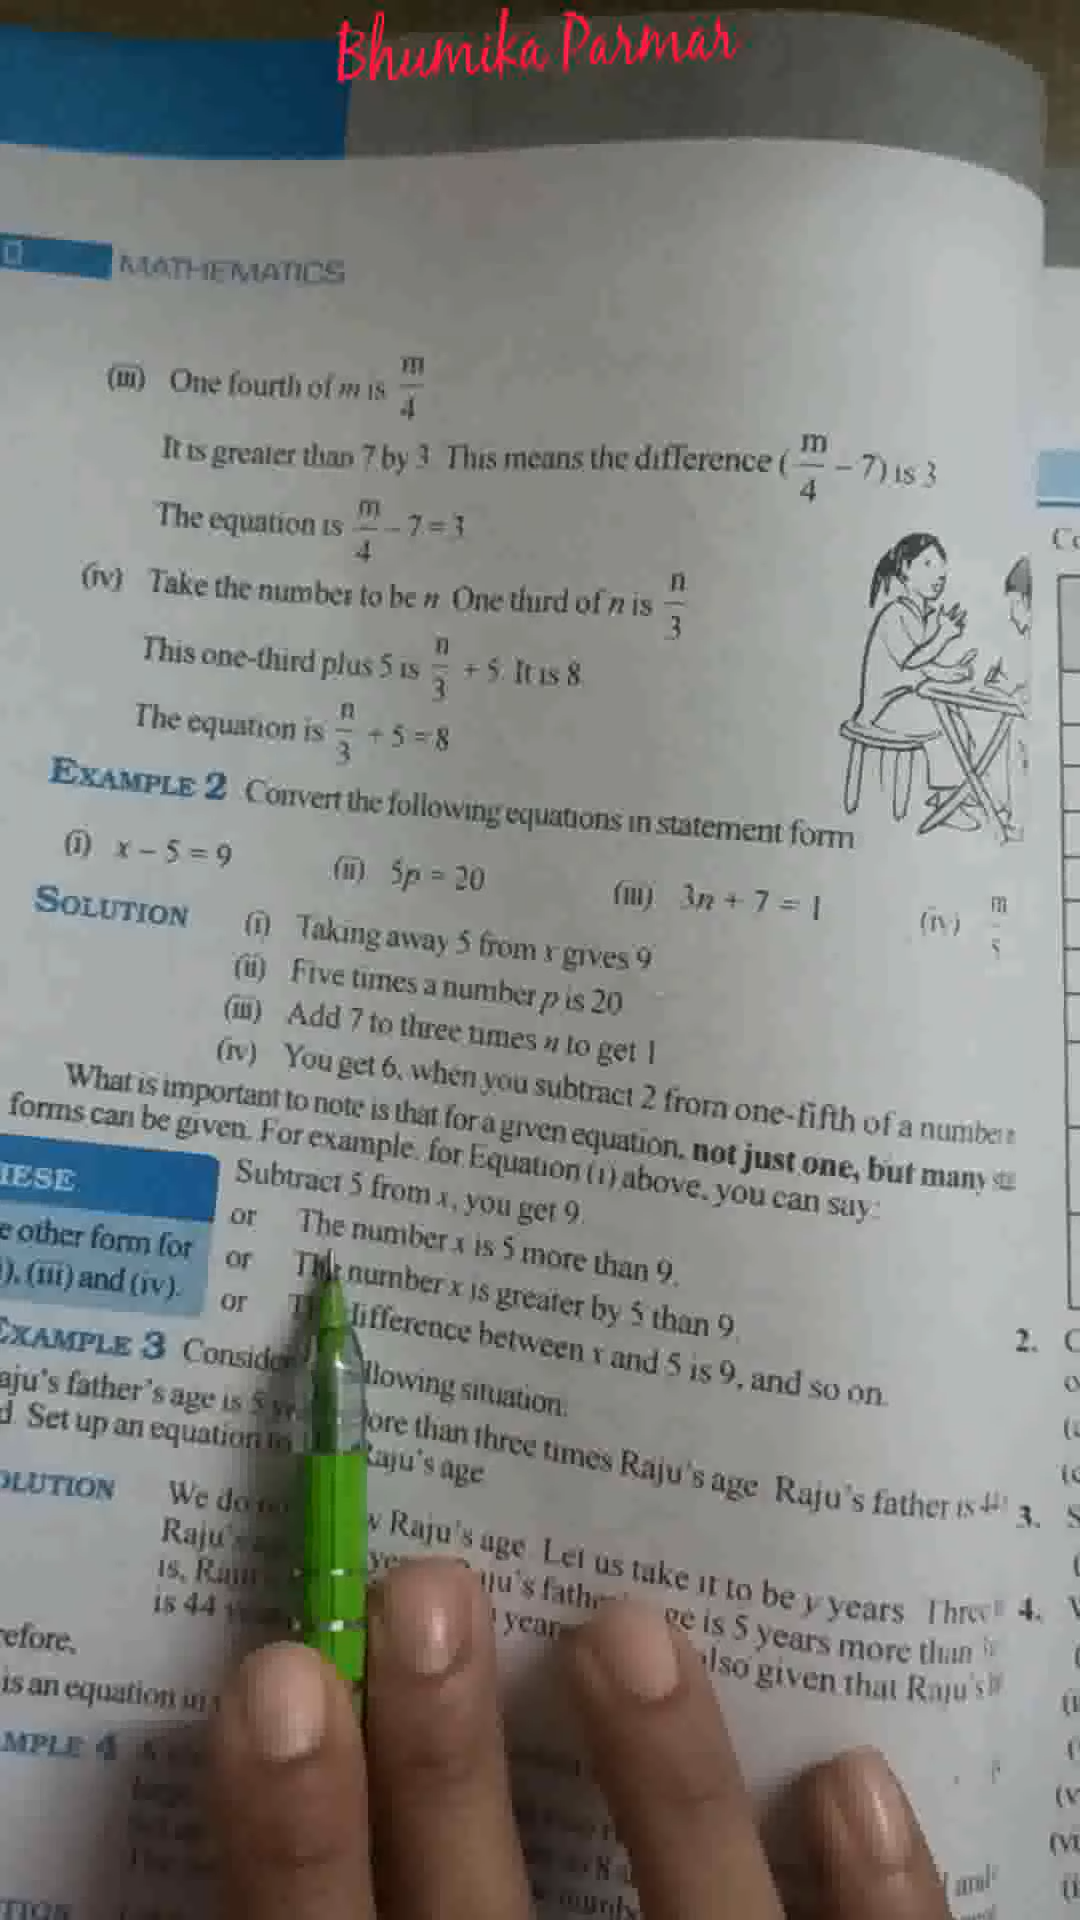 Bhumika Parmar
MATHEMATICS
(iii) One fourth of m is m/4
It is greater than 7 by 3. This means the difference (m/4 – 7) is 3
The equation is m/4 – 7 = 3
(iv) Take the number to be n. One third of n is n/3
This one-third plus 5 is n/3 + 5. It is 8.
The equation is n/3 + 5 = 8
EXAMPLE 2 Convert the following equations in statement form
(i) x – 5 = 9 (ii) 5p = 20 (iii) 3n + 7 = 1 (iv) m/5
SOLUTION (i) Taking away 5 from x gives 9
(ii) Five times a number p is 20
(iii) Add 7 to three times n to get 1
(iv) You get 6, when you subtract 2 from one-fifth of a number
What is important to note is that for a given equation, not just one, but many
forms can be given. For example, for Equation (i) above, you can say:
Subtract 5 from x, you get 9.
or The number x is 5 more than 9.
or The number x is greater by 5 than 9.
or The difference between x and 5 is 9, and so on.
HESE
e other form for
), (iii) and (iv).
EXAMPLE 3 Consider following situation.
aju's father's age is 5 more than three times Raju's age. Raju's father is 44
d. Set up an equation Raju's age
OLUTION We do Raju's age. Let us take it to be y years. Three
Raju's father's age is 5 years more than
is, Raju's also given that Raju's
is 44
refore,
is an equation in
MPLE 4
2.
3.
4.